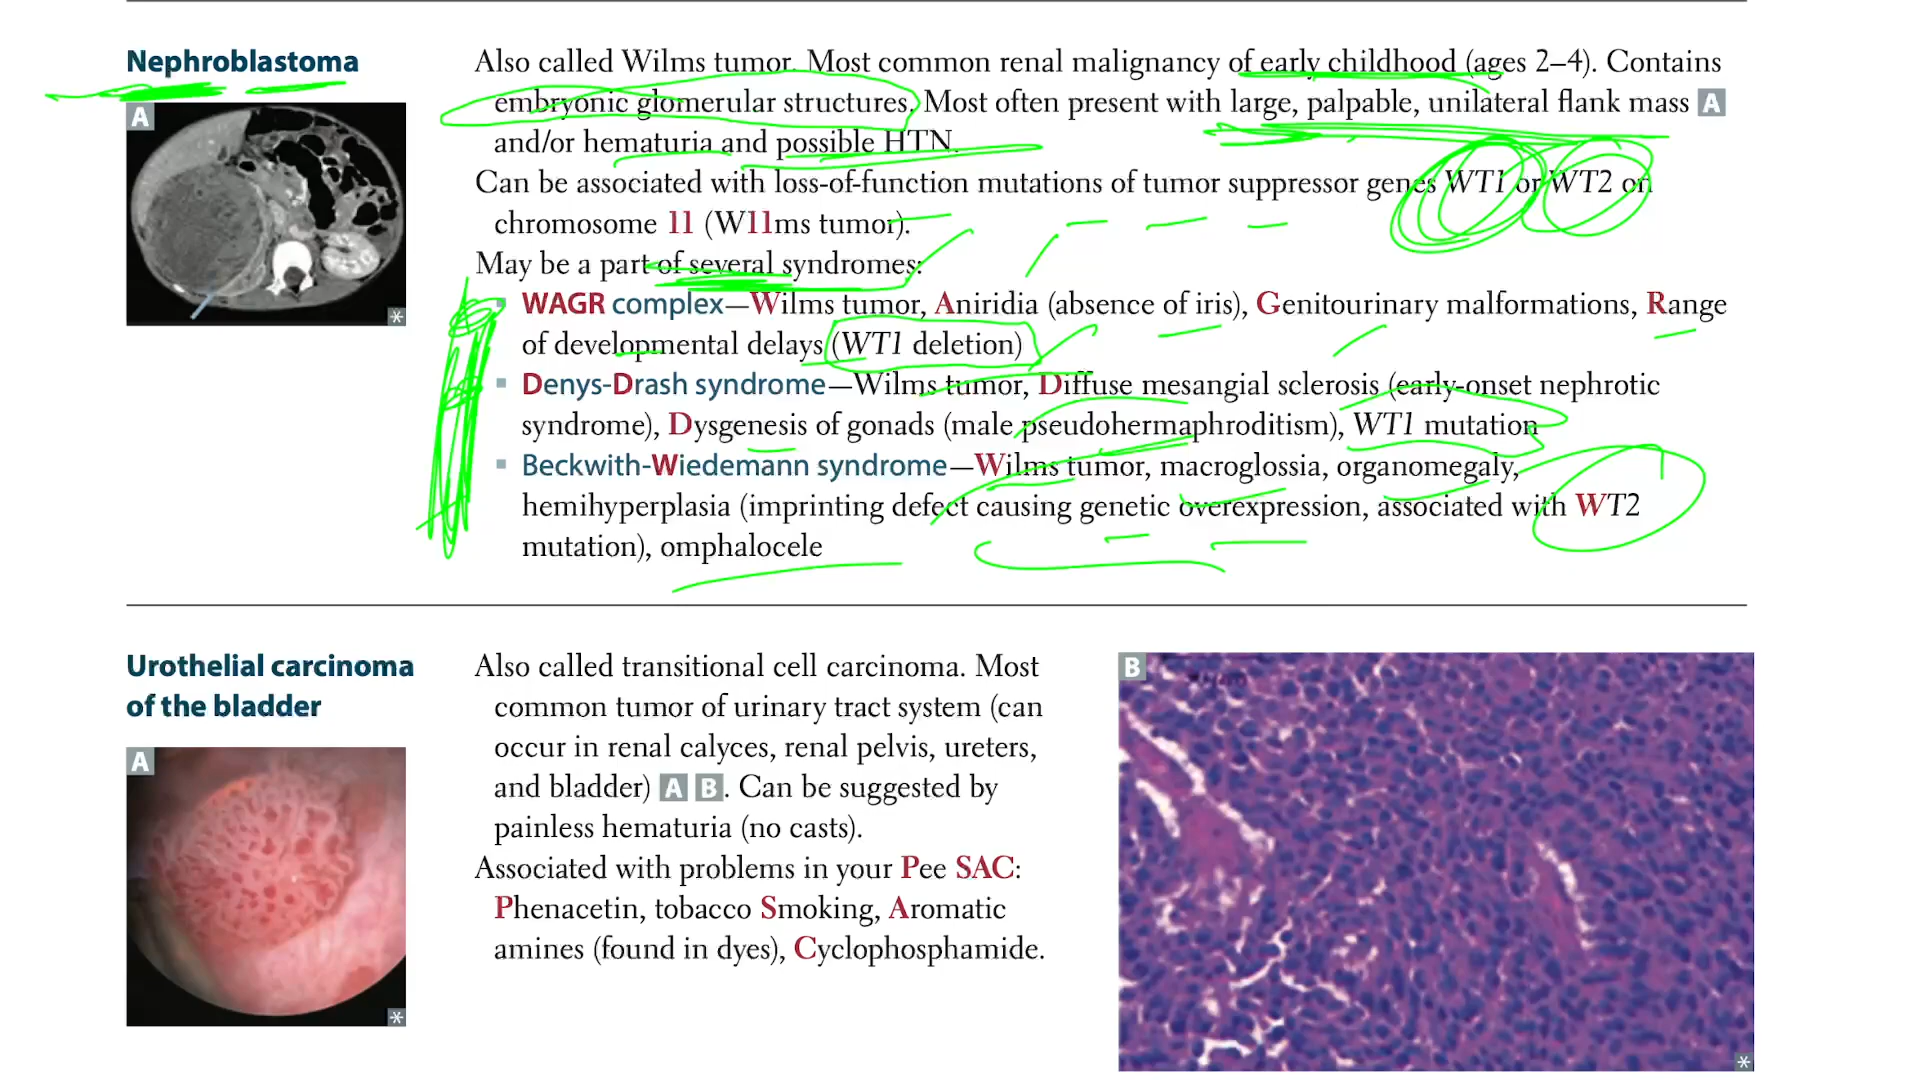 Nephroblastoma
A
*
Also called Wilms tumor. Most common renal malignancy of early childhood (ages 2–4). Contains
embryonic glomerular structures. Most often present with large, palpable, unilateral flank mass A
and/or hematuria and possible HTN.
Can be associated with loss-of-function mutations of tumor suppressor genes WT1 or WT2 on
chromosome 11 (W11ms tumor).
May be a part of several syndromes:
▪ WAGR complex—Wilms tumor, Aniridia (absence of iris), Genitourinary malformations, Range
of developmental delays (WT1 deletion)
▪ Denys-Drash syndrome—Wilms tumor, Diffuse mesangial sclerosis (early-onset nephrotic
syndrome), Dysgenesis of gonads (male pseudohermaphroditism), WT1 mutation
▪ Beckwith-Wiedemann syndrome—Wilms tumor, macroglossia, organomegaly,
hemihyperplasia (imprinting defect causing genetic overexpression, associated with WT2
mutation), omphalocele
Urothelial carcinoma
of the bladder
A
*
Also called transitional cell carcinoma. Most
common tumor of urinary tract system (can
occur in renal calyces, renal pelvis, ureters,
and bladder) A B. Can be suggested by
painless hematuria (no casts).
Associated with problems in your Pee SAC:
Phenacetin, tobacco Smoking, Aromatic
amines (found in dyes), Cyclophosphamide.
B
*